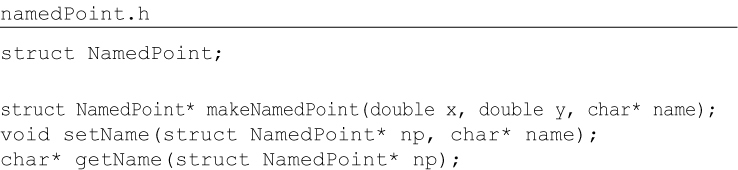 namedPoint.h
struct NamedPoint;
struct NamedPoint* makeNamedPoint(double x, double y, char* name);
void setName(struct NamedPoint* np, char* name);
char* getName(struct NamedPoint* np);